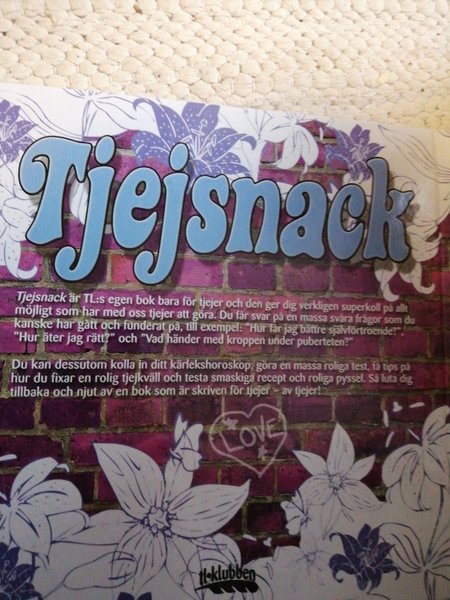 Tjejsnack
Tjejsnack är TL:s egen bok bara för tjejer och den ger dig verkligen superkoll på allt
möjligt som har med oss tjejer att göra. Du får svar på en massa svåra frågor som du
kanske har gått och funderat på, till exempel: "Hur får jag bättre självförtroende?",
"Hur äter jag rätt?" och "Vad händer med kroppen under puberteten?"
Du kan dessutom kolla in ditt kärlekshoroskop, göra en massa roliga test, få tips på
hur du fixar en rolig tjejkväll och testa smaskiga recept och roliga pyssel. Så luta dig
tillbaka och njut av en bok som är skriven för tjejer – av tjejer!
LOVE
tl•klubben